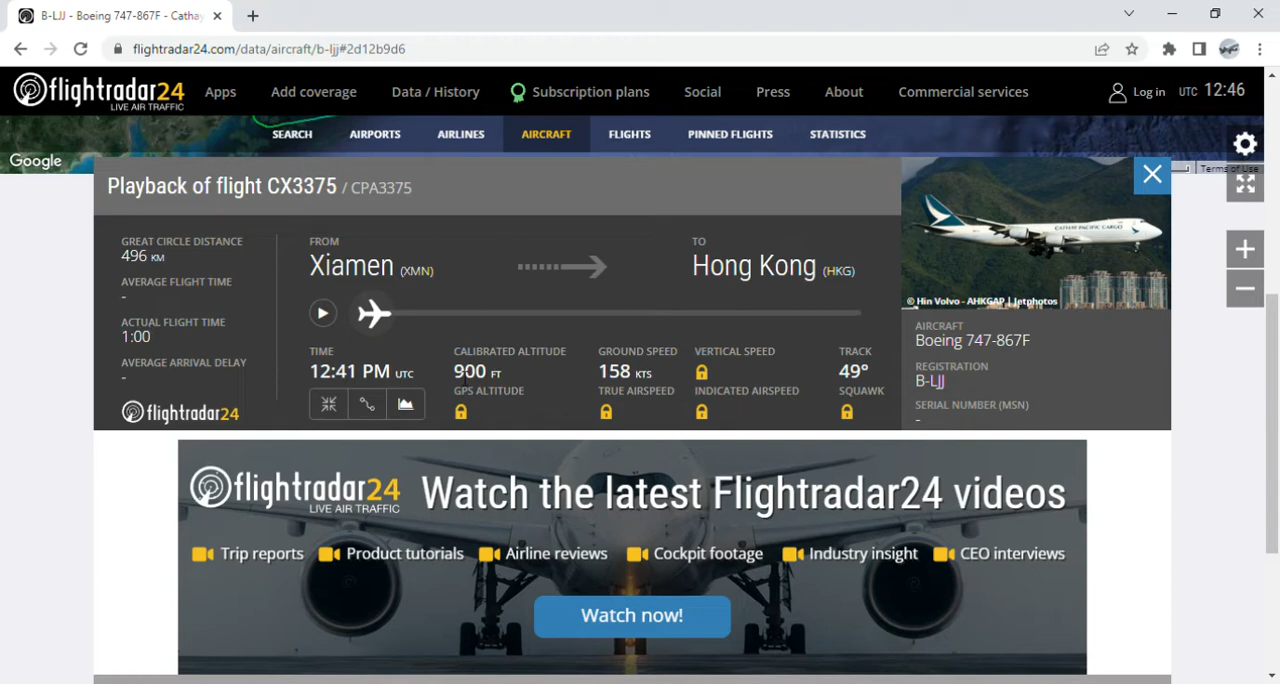 B-LJJ - Boeing 747-867F - Cathay
flightradar24.com/data/aircraft/b-ljj#2d12b9d6
flightradar24
LIVE AIR TRAFFIC
Apps
Add coverage
Data / History
Subscription plans
Social
Press
About
Commercial services
Log in
UTC 12:46
SEARCH
AIRPORTS
AIRLINES
AIRCRAFT
FLIGHTS
PINNED FLIGHTS
STATISTICS
Google
Terms of Use
Playback of flight CX3375 / CPA3375
GREAT CIRCLE DISTANCE
496 KM
AVERAGE FLIGHT TIME
-
ACTUAL FLIGHT TIME
1:00
AVERAGE ARRIVAL DELAY
-
flightradar24
FROM
Xiamen (XMN)
TO
Hong Kong (HKG)
TIME
12:41 PM UTC
CALIBRATED ALTITUDE
900 FT
GPS ALTITUDE
GROUND SPEED
158 KTS
TRUE AIRSPEED
VERTICAL SPEED
INDICATED AIRSPEED
TRACK
49°
SQUAWK
CATHAY PACIFIC CARGO
© Hin Volvo - AHKGAP | Jetphotos
AIRCRAFT
Boeing 747-867F
REGISTRATION
B-LJJ
SERIAL NUMBER (MSN)
-
flightradar24
LIVE AIR TRAFFIC
Watch the latest Flightradar24 videos
Trip reports
Product tutorials
Airline reviews
Cockpit footage
Industry insight
CEO interviews
Watch now!